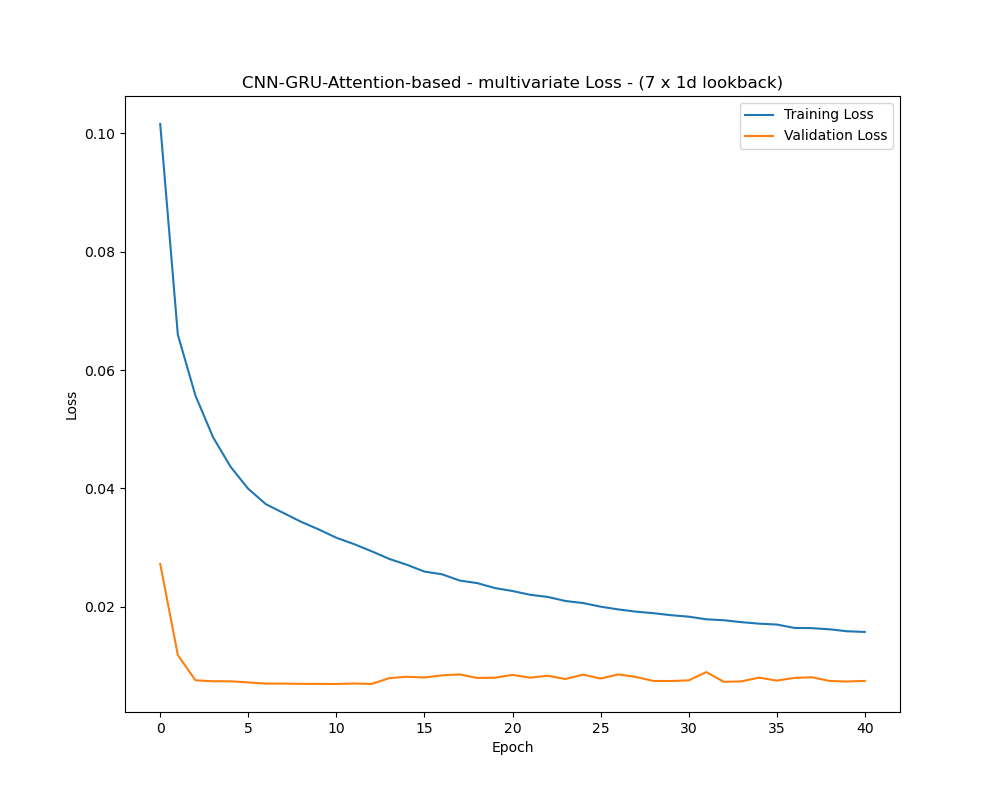 CNN-GRU-Attention-based - multivariate Loss - (7 x 1d lookback)
Training Loss
Validation Loss
0.10
0.08
0.06
0.04
0.02
Loss
0 5 10 15 20 25 30 35 40
Epoch